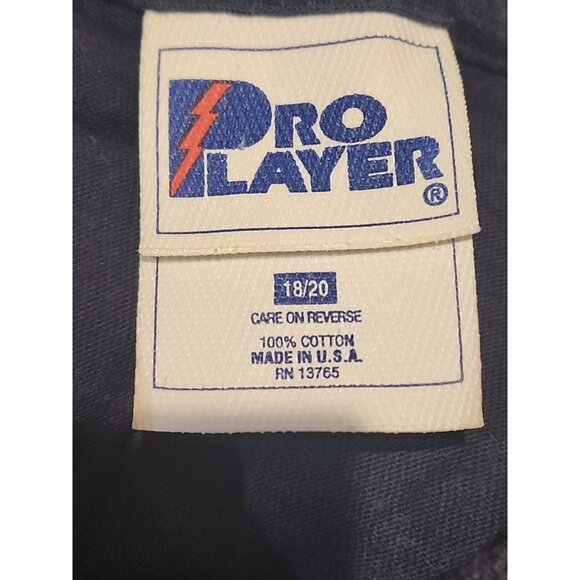 PRO
PLAYER®
18/20
CARE ON REVERSE
100% COTTON
MADE IN U.S.A.
RN 13765